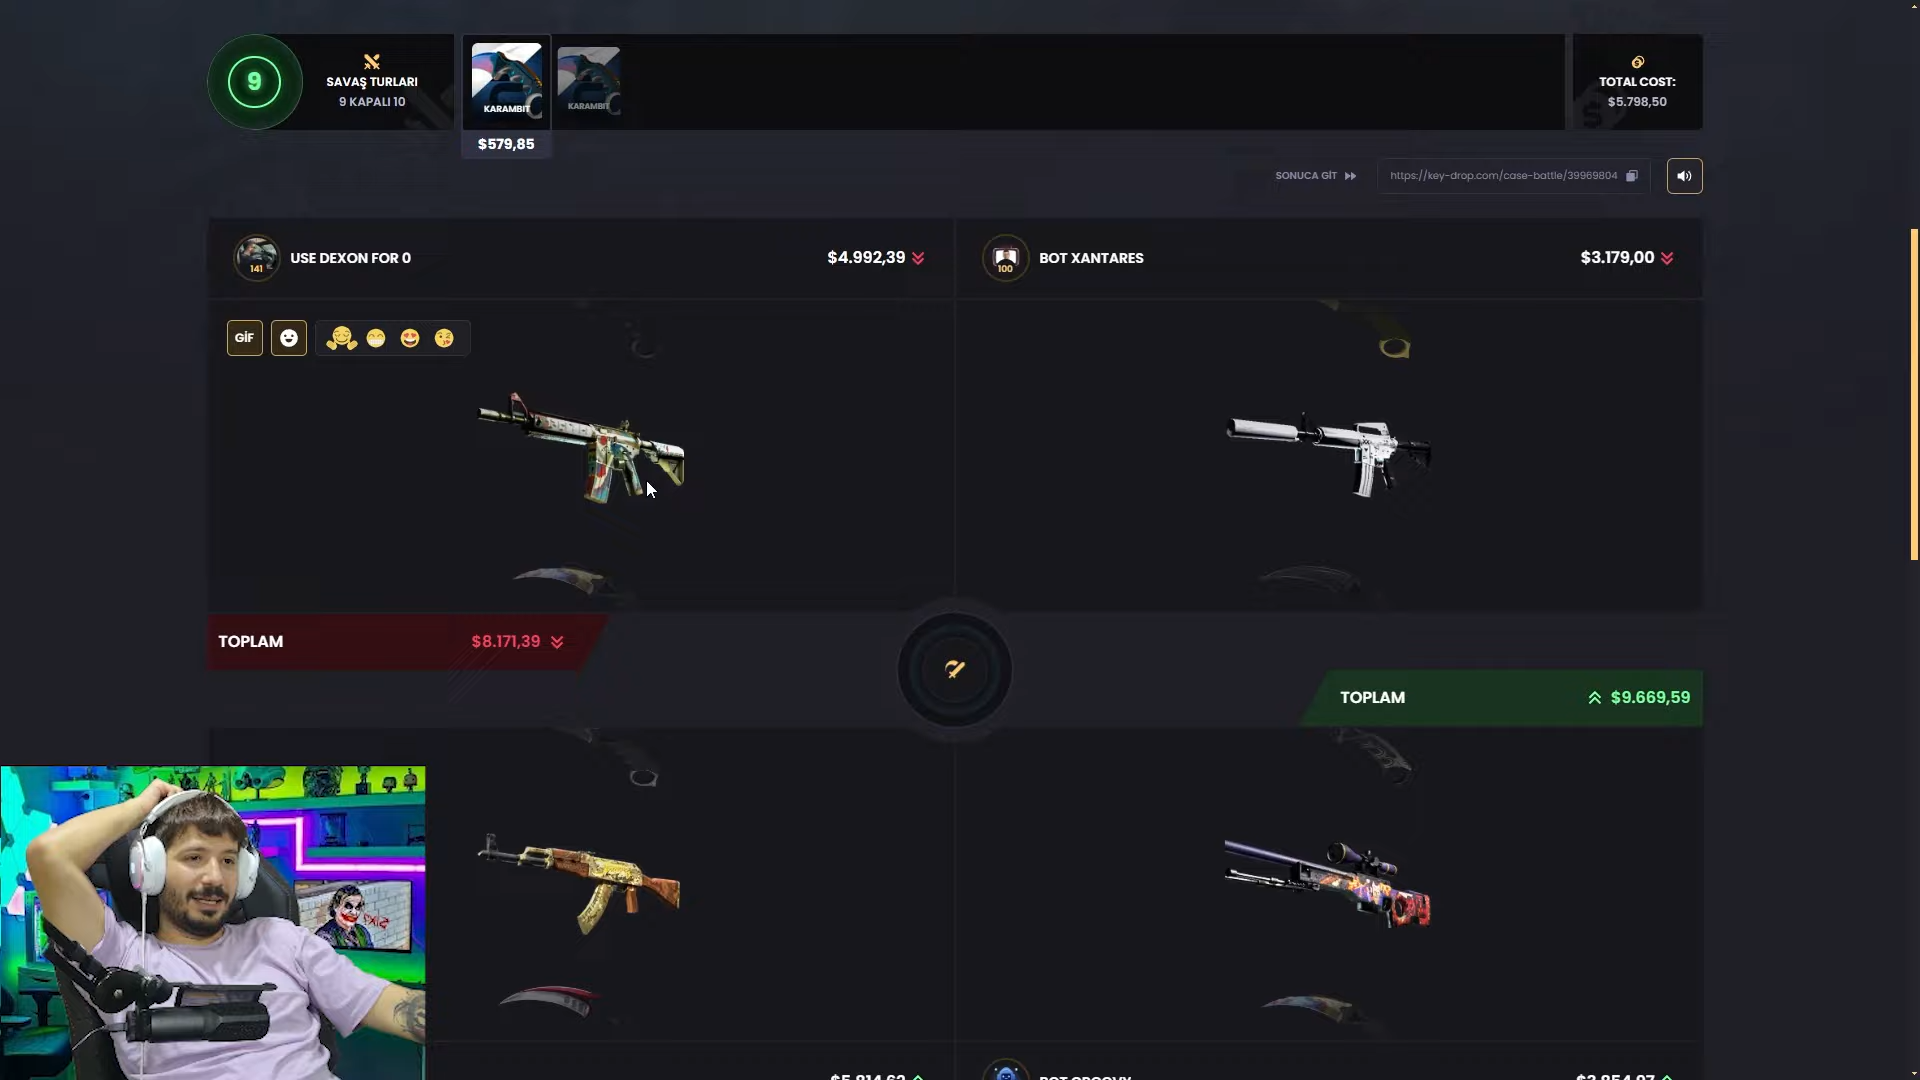 9
SAVAŞ TURLARI
9 KAPALI 10
KARAMBIT
KARAMBIT
$579,85
TOTAL COST:
$5.798,50
SONUCA GİT
https://key-drop.com/case-battle/39969804
141
USE DEXON FOR 0
$4.992,39
100
BOT XANTARES
$3.179,00
GİF
TOPLAM
$8.171,39
TOPLAM
$9.669,59